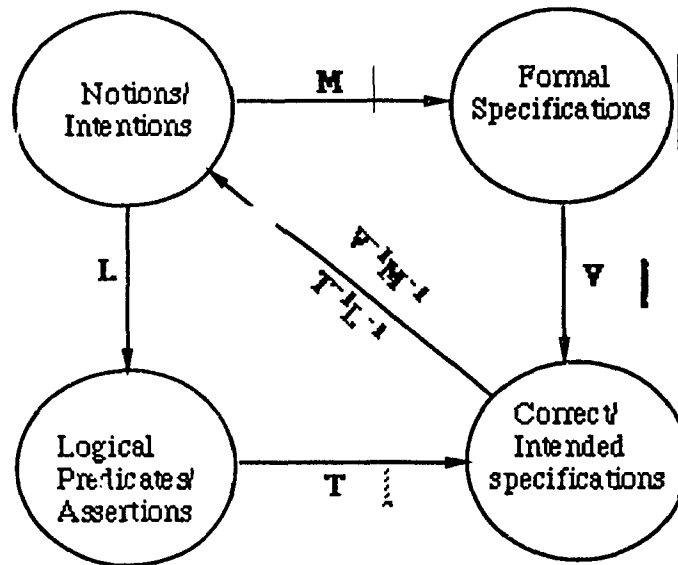 Notions/
Intentions
M
Formal
Specifications
L
V⁻¹M⁻¹
T⁻¹L⁻¹
V
Logical
Predicates/
Assertions
T
Correct/
Intended
specifications